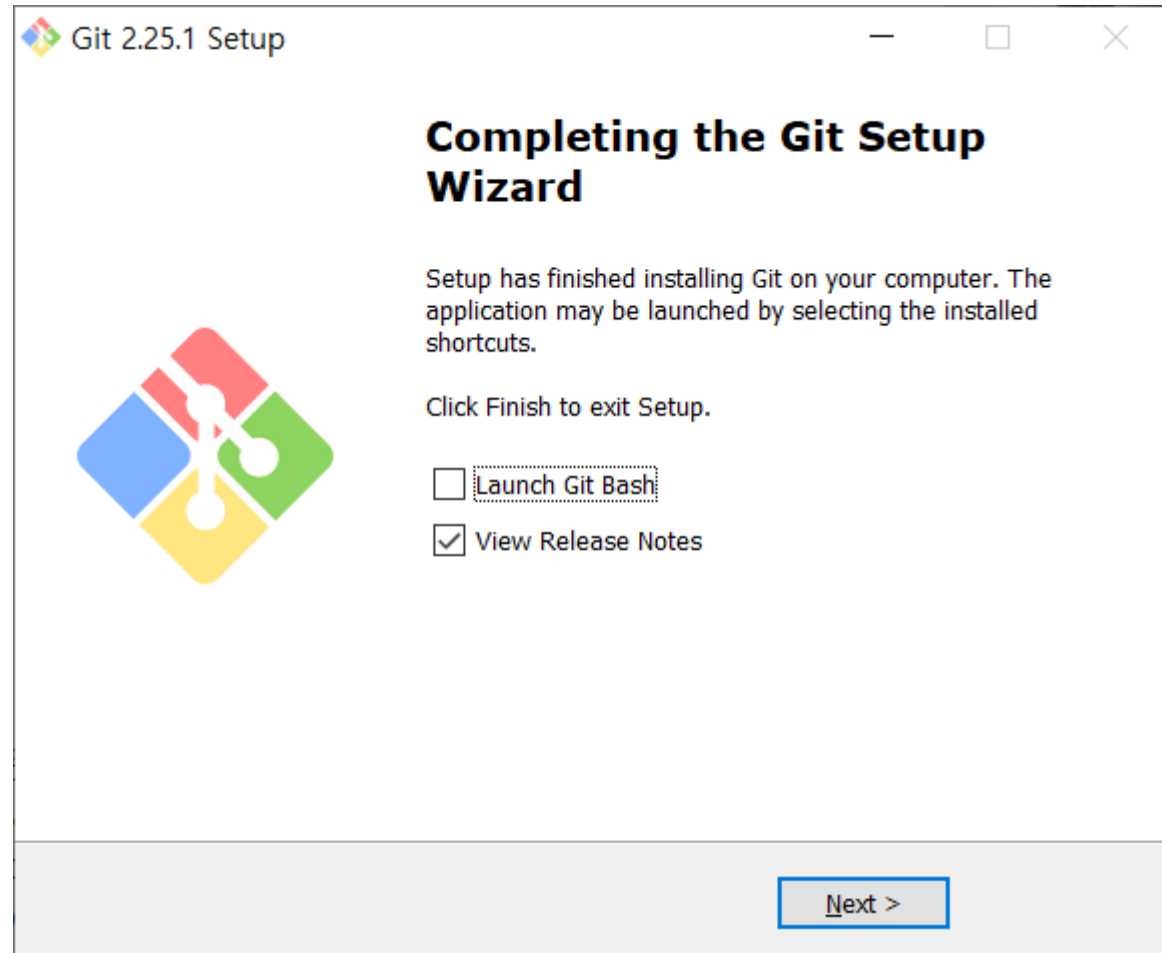 Git 2.25.1 Setup
Completing the Git Setup
Wizard
Setup has finished installing Git on your computer. The
application may be launched by selecting the installed
shortcuts.
Click Finish to exit Setup.
Launch Git Bash
View Release Notes
Next >